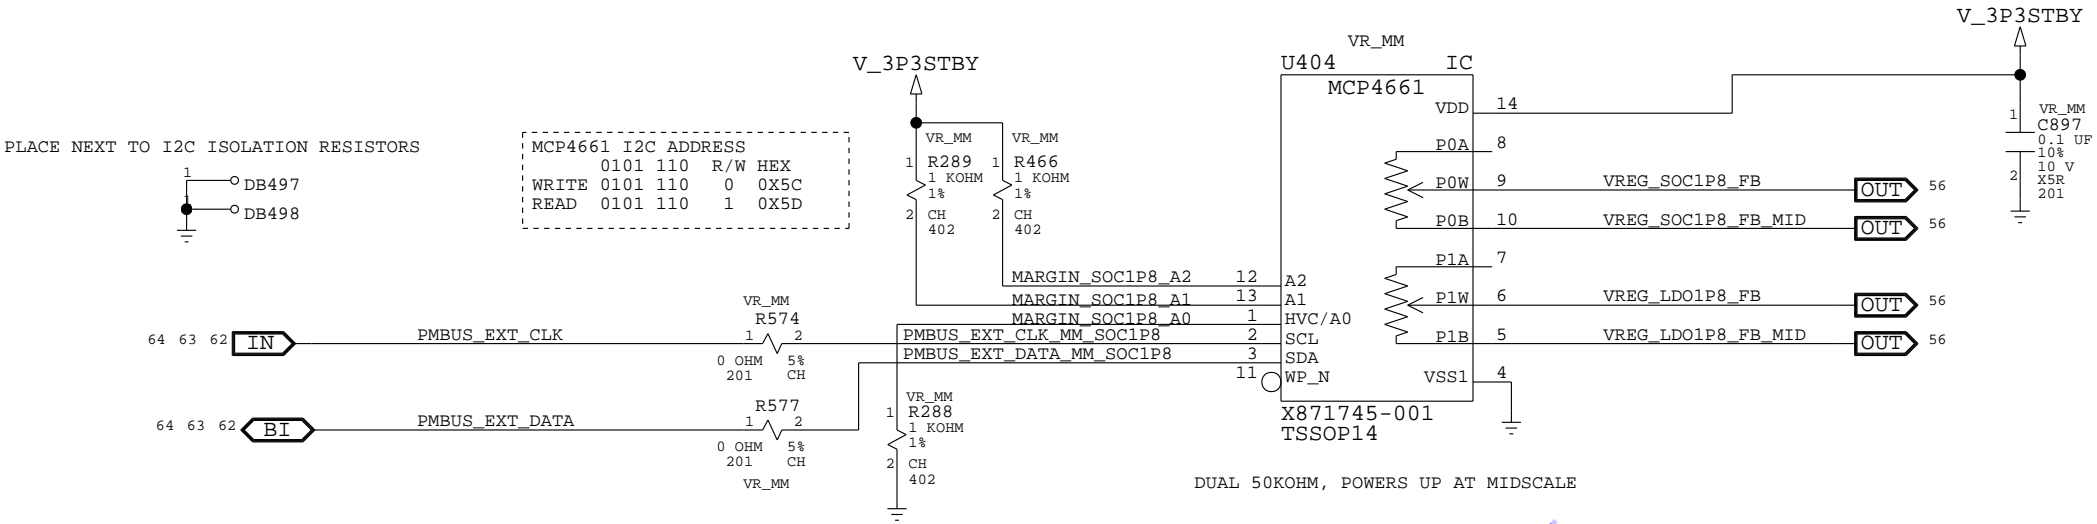 V_3P3STBY
VR_MM
V_3P3STBY
U404 IC
MCP4661
VDD 14
VR_MM
1 C897
0.1 UF
10%
10 V
2 X5R
201
PLACE NEXT TO I2C ISOLATION RESISTORS
1 DB497
1 DB498
MCP4661 I2C ADDRESS
0101 110 R/W HEX
WRITE 0101 110 0 0X5C
READ 0101 110 1 0X5D
VR_MM
1 R289
1 KOHM
1%
2 CH
402
VR_MM
1 R466
1 KOHM
1%
2 CH
402
P0A 8
P0W 9 VREG_SOC1P8_FB OUT 56
P0B 10 VREG_SOC1P8_FB_MID OUT 56
P1A 7
P1W 6 VREG_LDO1P8_FB OUT 56
P1B 5 VREG_LDO1P8_FB_MID OUT 56
VSS1 4
MARGIN_SOC1P8_A2 12 A2
MARGIN_SOC1P8_A1 13 A1
MARGIN_SOC1P8_A0 1 HVC/A0
PMBUS_EXT_CLK_MM_SOC1P8 2 SCL
PMBUS_EXT_DATA_MM_SOC1P8 3 SDA
11 WP_N
VR_MM
R574
64 63 62 IN PMBUS_EXT_CLK 1 2
0 OHM 5%
201 CH
R577
64 63 62 BI PMBUS_EXT_DATA 1 2
0 OHM 5%
201 CH
VR_MM
VR_MM
1 R288
1 KOHM
1%
2 CH
402
X871745-001
TSSOP14
DUAL 50KOHM, POWERS UP AT MIDSCALE